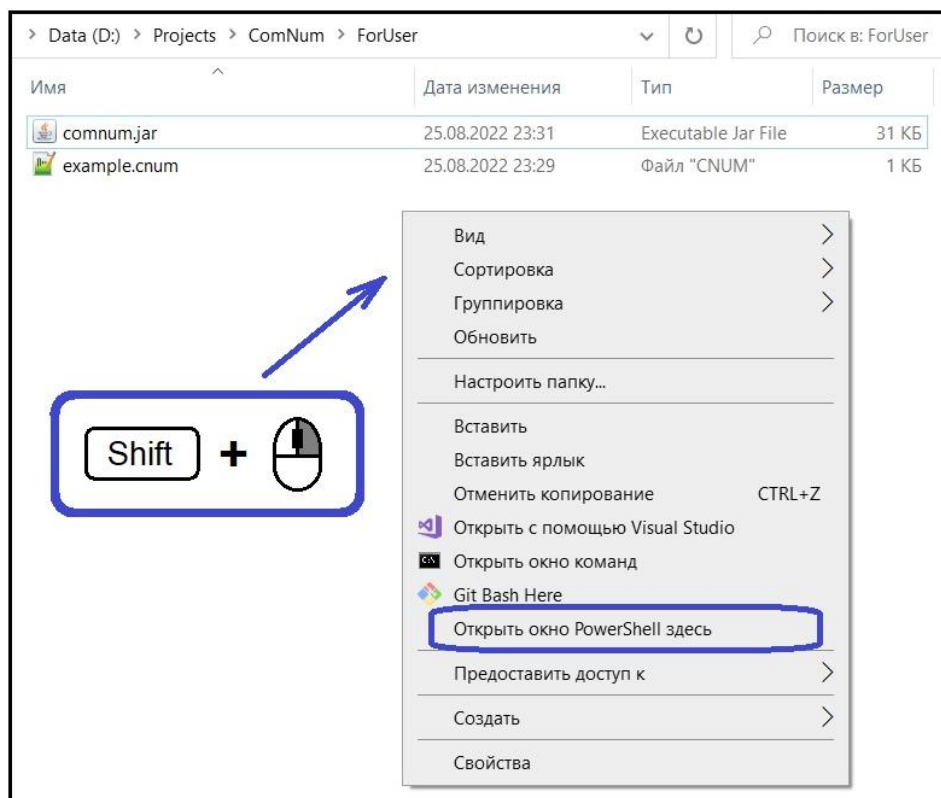 > Data (D:) > Projects > ComNum > ForUser Поиск в: ForUser
Имя Дата изменения Тип Размер
comnum.jar 25.08.2022 23:31 Executable Jar File 31 КБ
example.cnum 25.08.2022 23:29 Файл "CNUM" 1 КБ
Вид
Сортировка
Группировка
Обновить
Настроить папку...
Вставить
Вставить ярлык
Отменить копирование CTRL+Z
Открыть с помощью Visual Studio
Открыть окно команд
Git Bash Here
Открыть окно PowerShell здесь
Предоставить доступ к
Создать
Свойства
Shift +